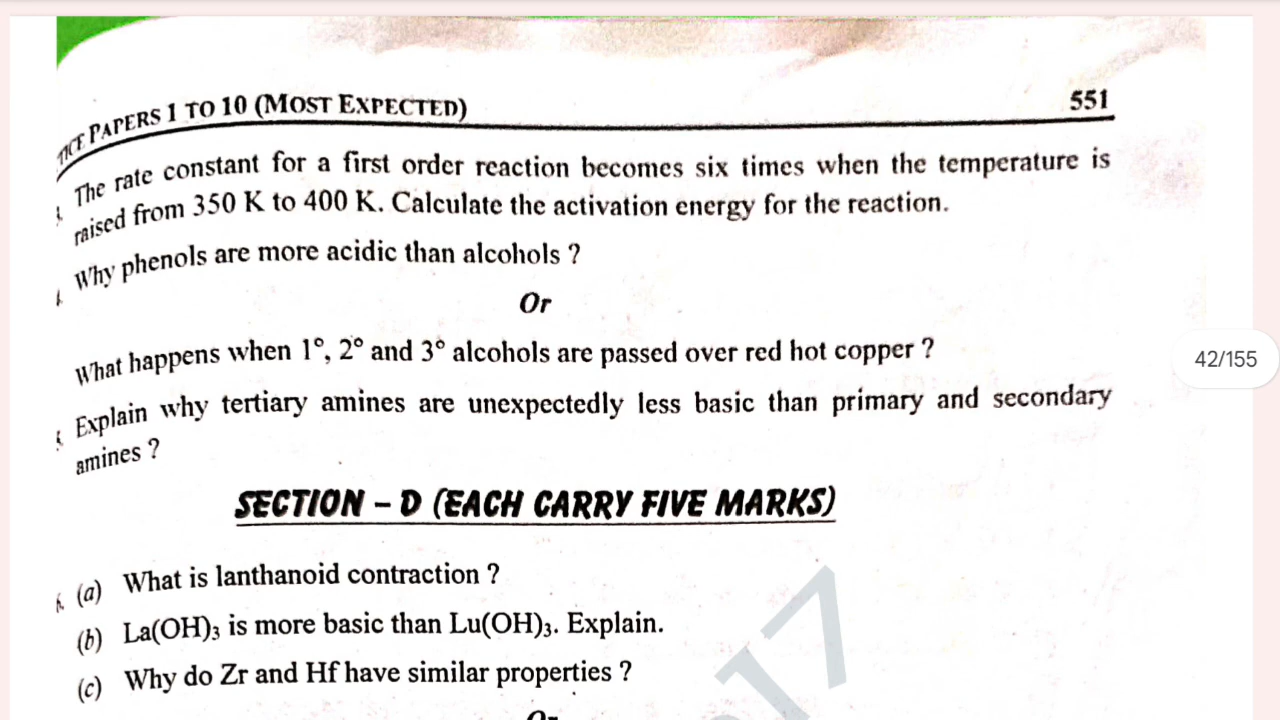 TICE PAPERS 1 TO 10 (MOST EXPECTED)
551
The rate constant for a first order reaction becomes six times when the temperature is
raised from 350 K to 400 K. Calculate the activation energy for the reaction.
Why phenols are more acidic than alcohols ?
Or
What happens when 1°, 2° and 3° alcohols are passed over red hot copper ?
Explain why tertiary amines are unexpectedly less basic than primary and secondary
amines ?
42/155
SECTION – D (EACH CARRY FIVE MARKS)
(a) What is lanthanoid contraction ?
(b) La(OH)₃ is more basic than Lu(OH)₃. Explain.
(c) Why do Zr and Hf have similar properties ?
17